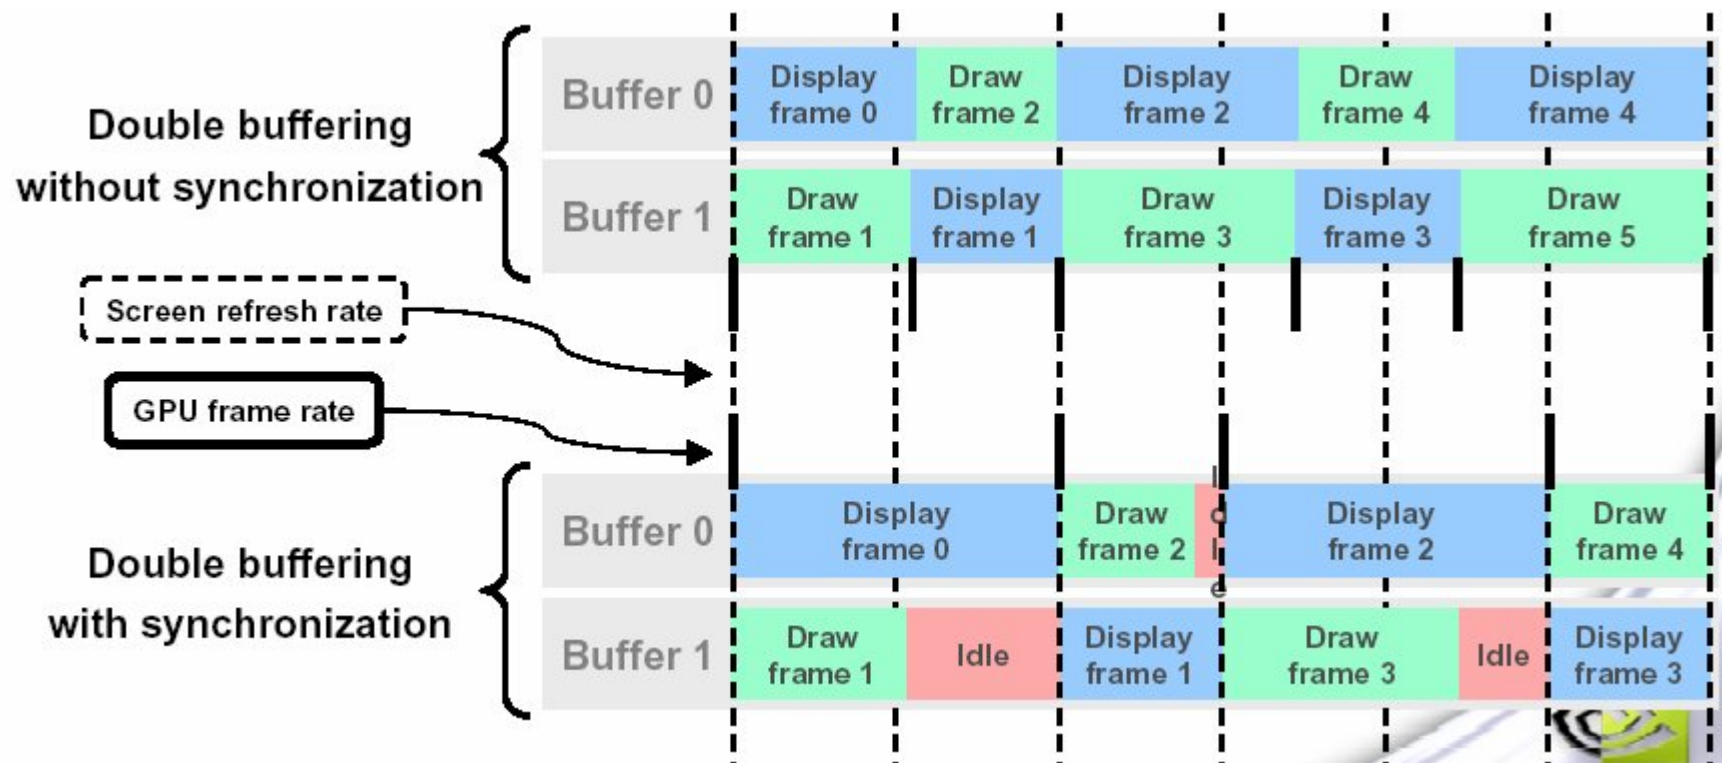 Double buffering
without synchronization
Buffer 0
Display
frame 0
Draw
frame 2
Display
frame 2
Draw
frame 4
Display
frame 4
Buffer 1
Draw
frame 1
Display
frame 1
Draw
frame 3
Display
frame 3
Draw
frame 5
Screen refresh rate
GPU frame rate
Double buffering
with synchronization
Buffer 0
Display
frame 0
Draw
frame 2
Idle
Display
frame 2
Draw
frame 4
Buffer 1
Draw
frame 1
Idle
Display
frame 1
Draw
frame 3
Idle
Display
frame 3